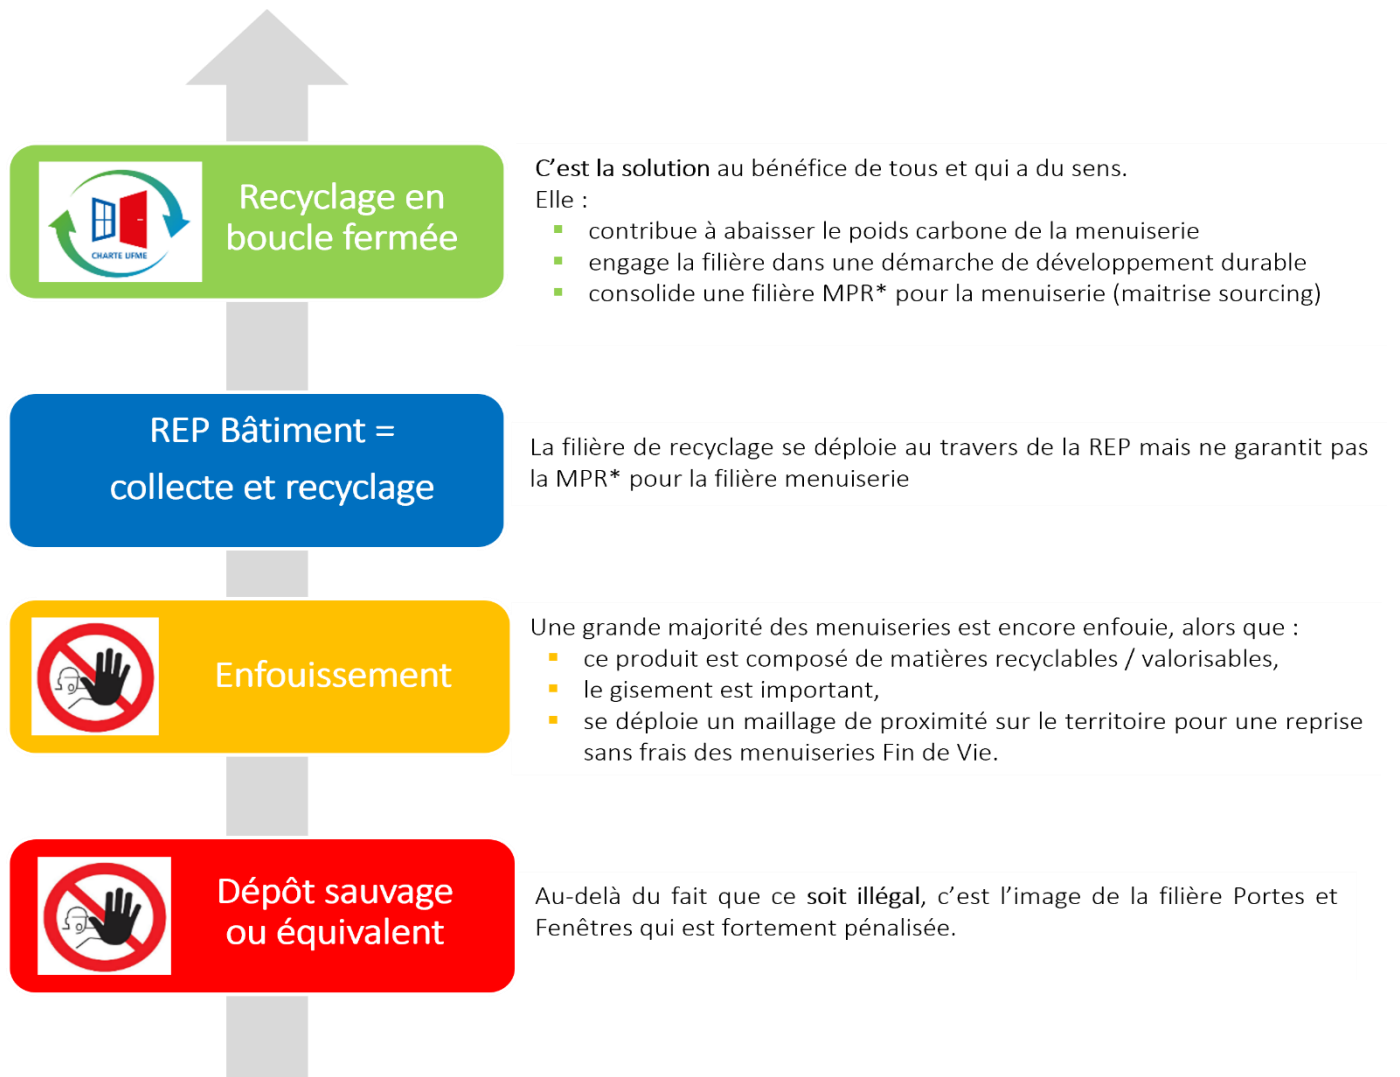 Recyclage en
boucle fermée
CHARTE UFME
C’est la solution au bénéfice de tous et qui a du sens.
Elle :
▪ contribue à abaisser le poids carbone de la menuiserie
▪ engage la filière dans une démarche de développement durable
▪ consolide une filière MPR* pour la menuiserie (maitrise sourcing)
REP Bâtiment =
collecte et recyclage
La filière de recyclage se déploie au travers de la REP mais ne garantit pas
la MPR* pour la filière menuiserie
Enfouissement
Une grande majorité des menuiseries est encore enfouie, alors que :
▪ ce produit est composé de matières recyclables / valorisables,
▪ le gisement est important,
▪ se déploie un maillage de proximité sur le territoire pour une reprise
sans frais des menuiseries Fin de Vie.
Dépôt sauvage
ou équivalent
Au-delà du fait que ce soit illégal, c’est l’image de la filière Portes et
Fenêtres qui est fortement pénalisée.